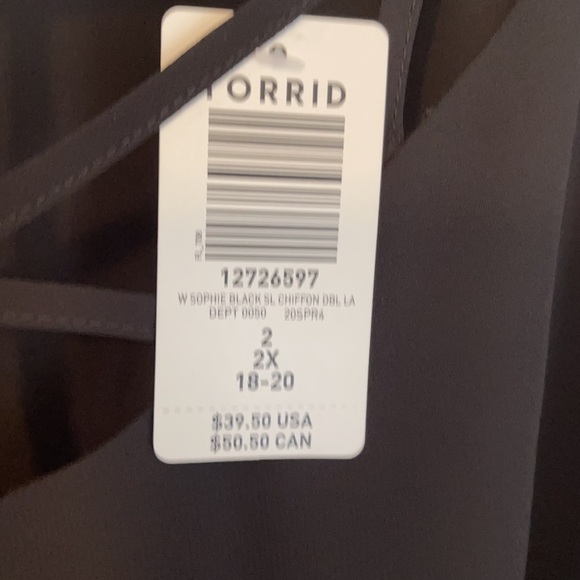 TORRID
12726597
W SOPHIE BLACK SL CHIFFON DBL LA
DEPT 0050 20SPR4
2
2X
18-20
$39.50 USA
$50.50 CAN